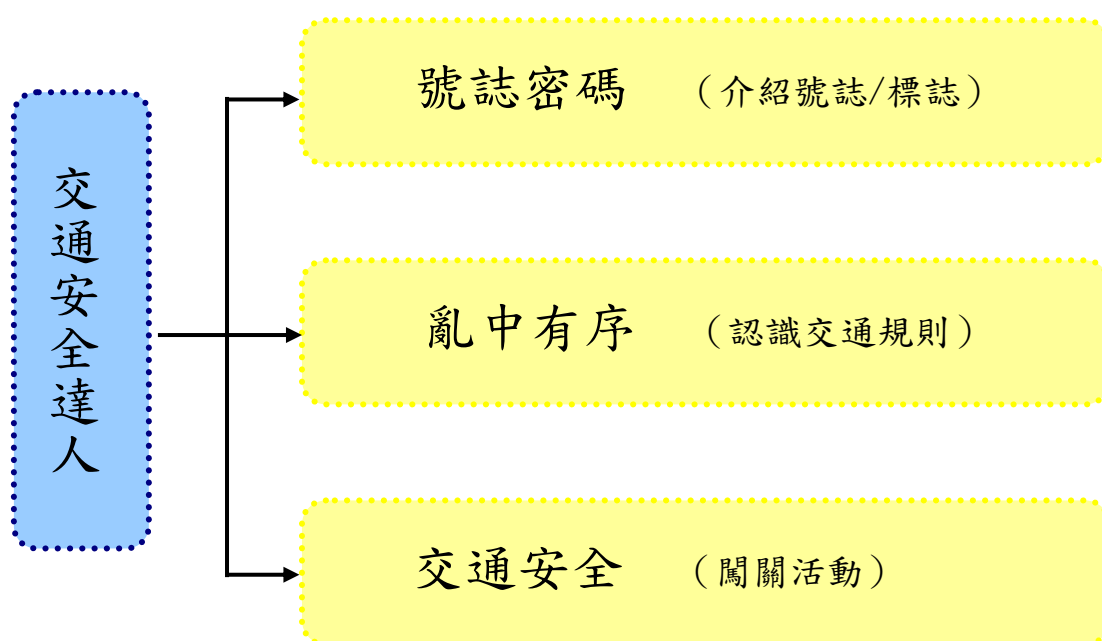 交通安全達人
號誌密碼 （介紹號誌/標誌）
亂中有序 （認識交通規則）
交通安全 （闖關活動）